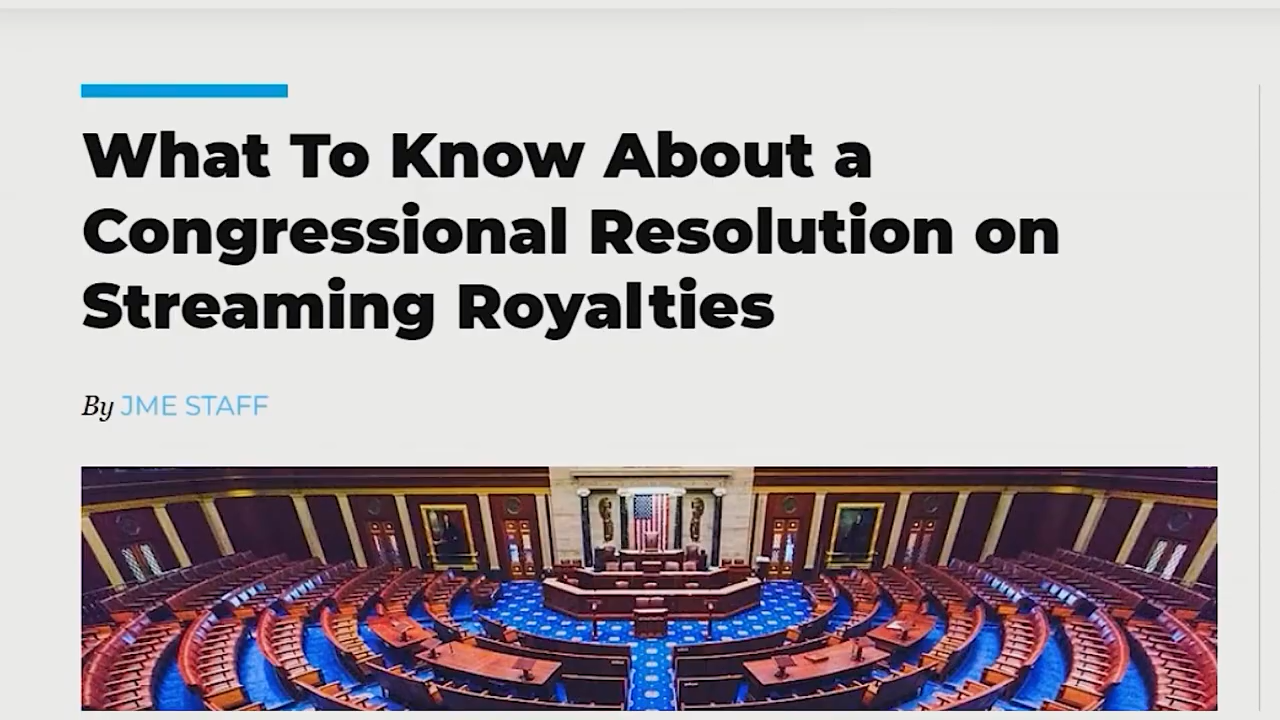 What To Know About a
Congressional Resolution on
Streaming Royalties
By JME STAFF